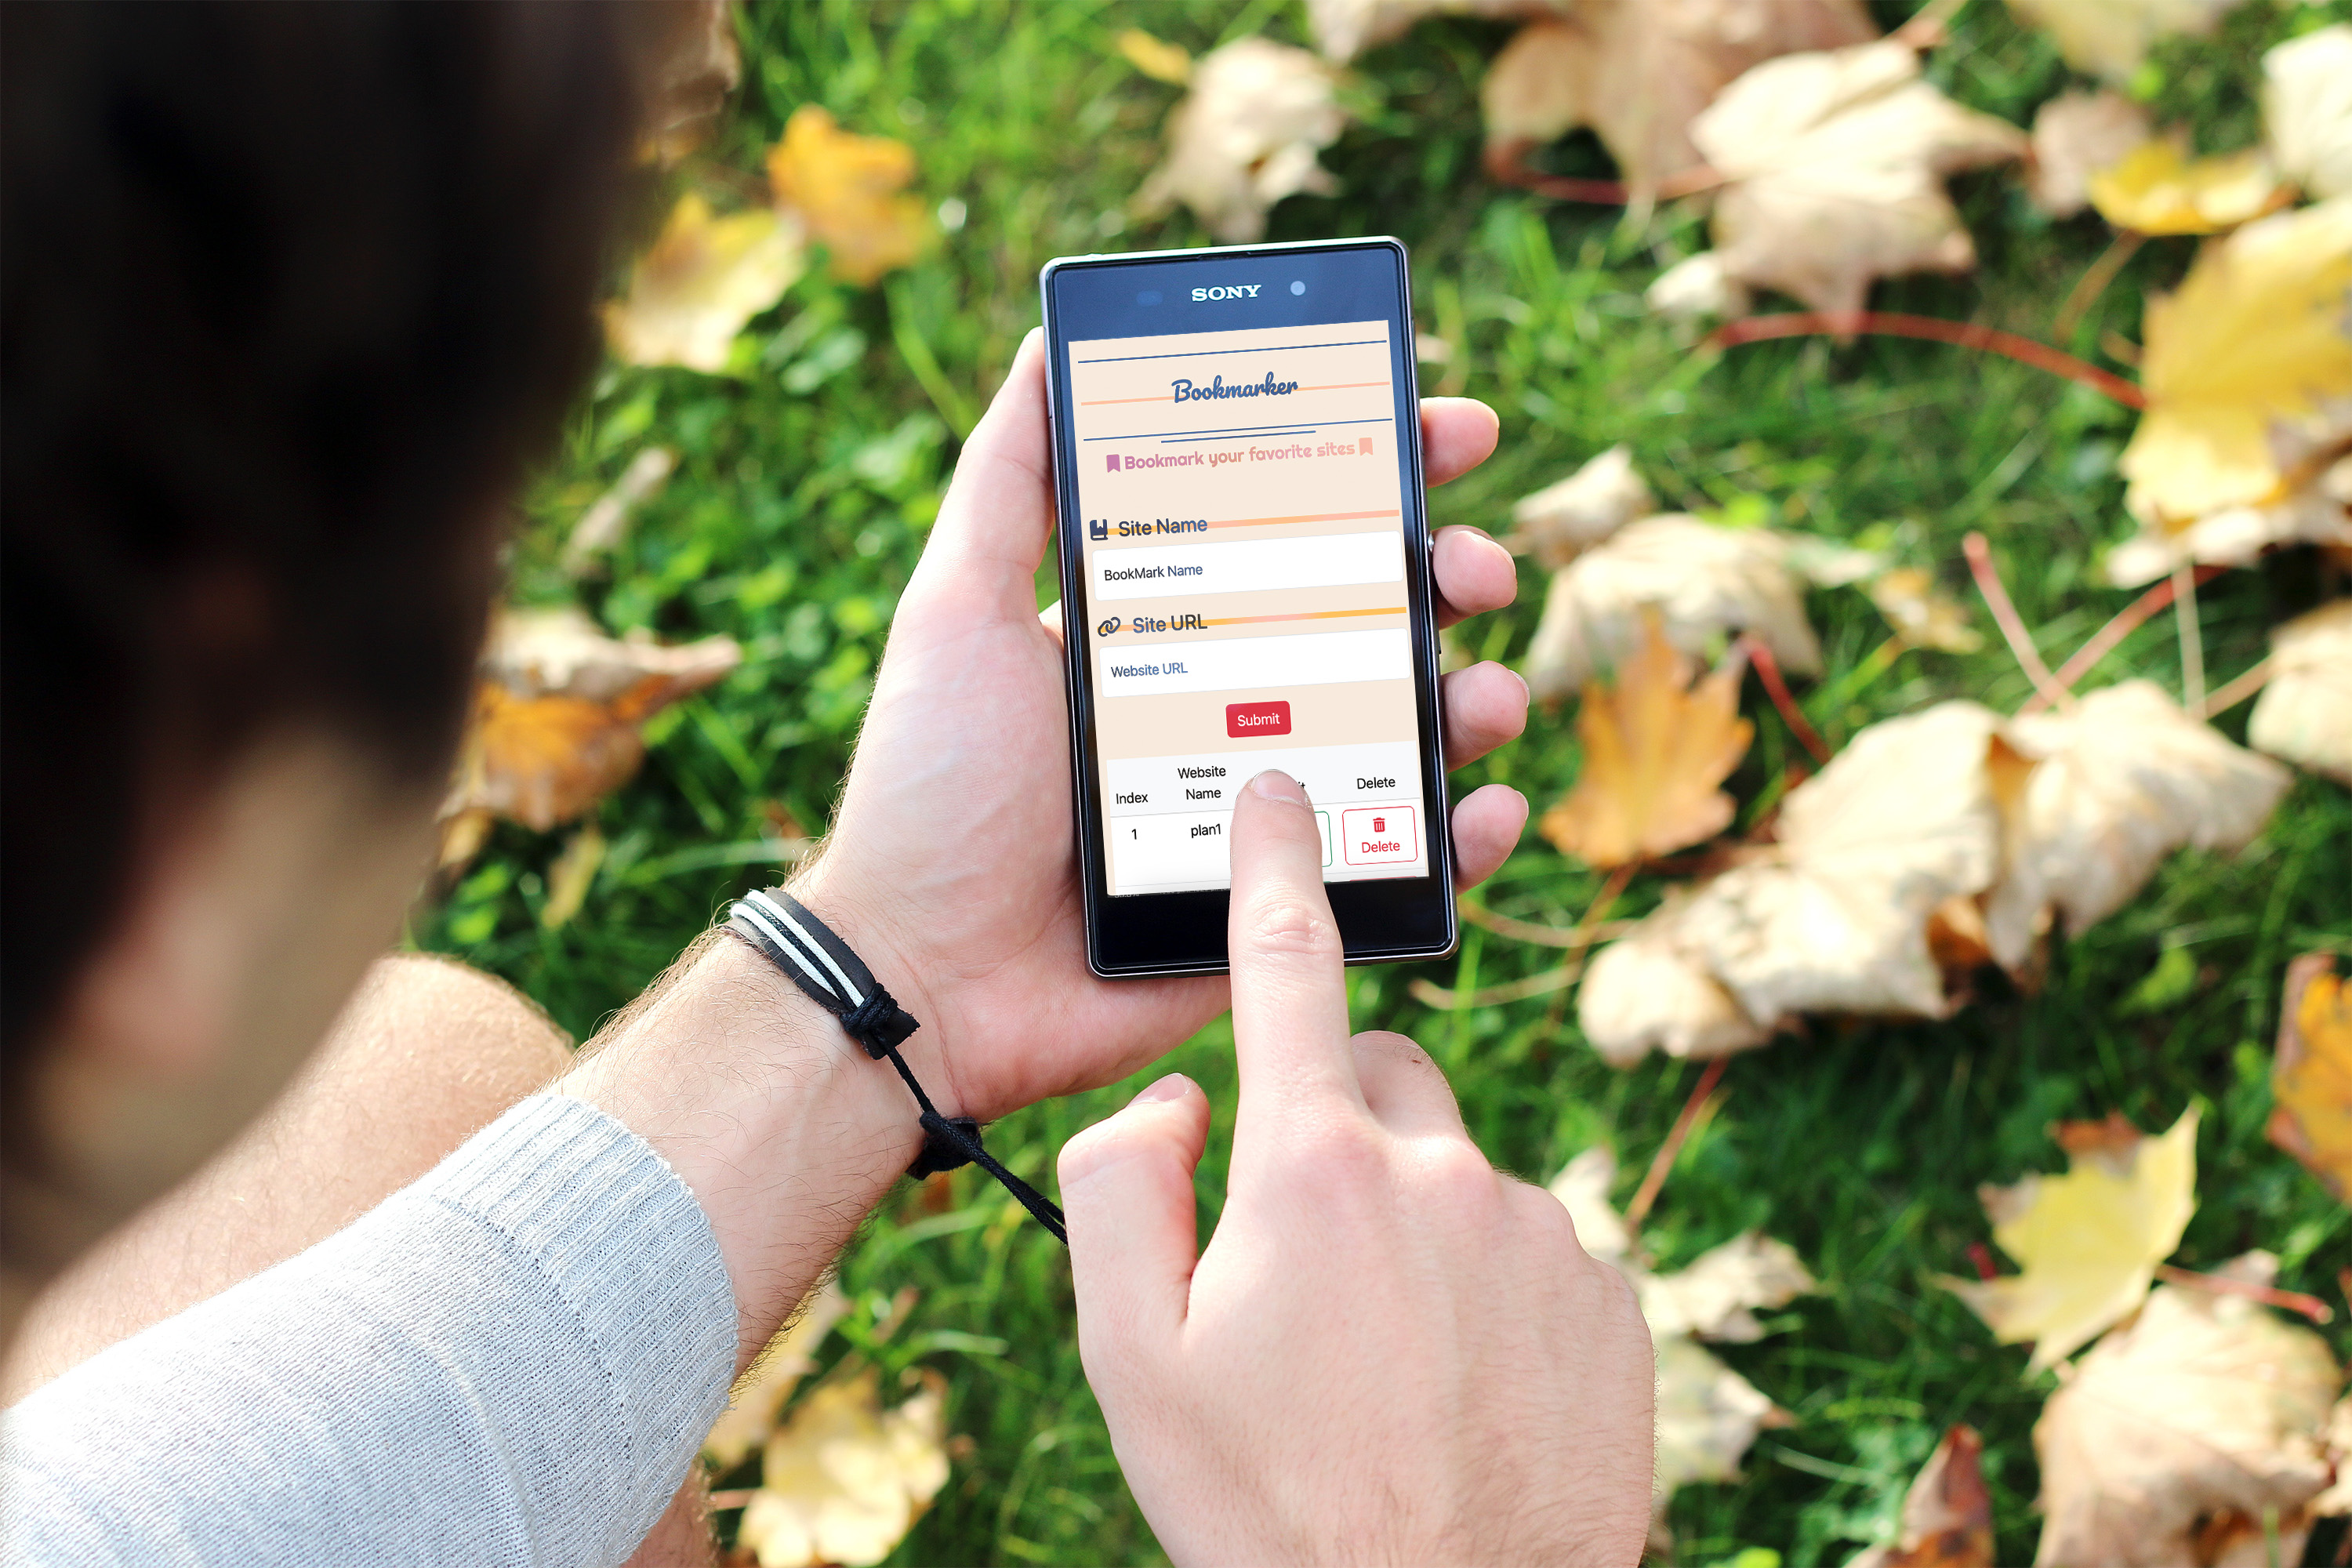 SONY
Bookmarker
Bookmark your favorite sites
Site Name
BookMark Name
Site URL
Website URL
Submit
Index Website Name Delete
1 plan1 Delete